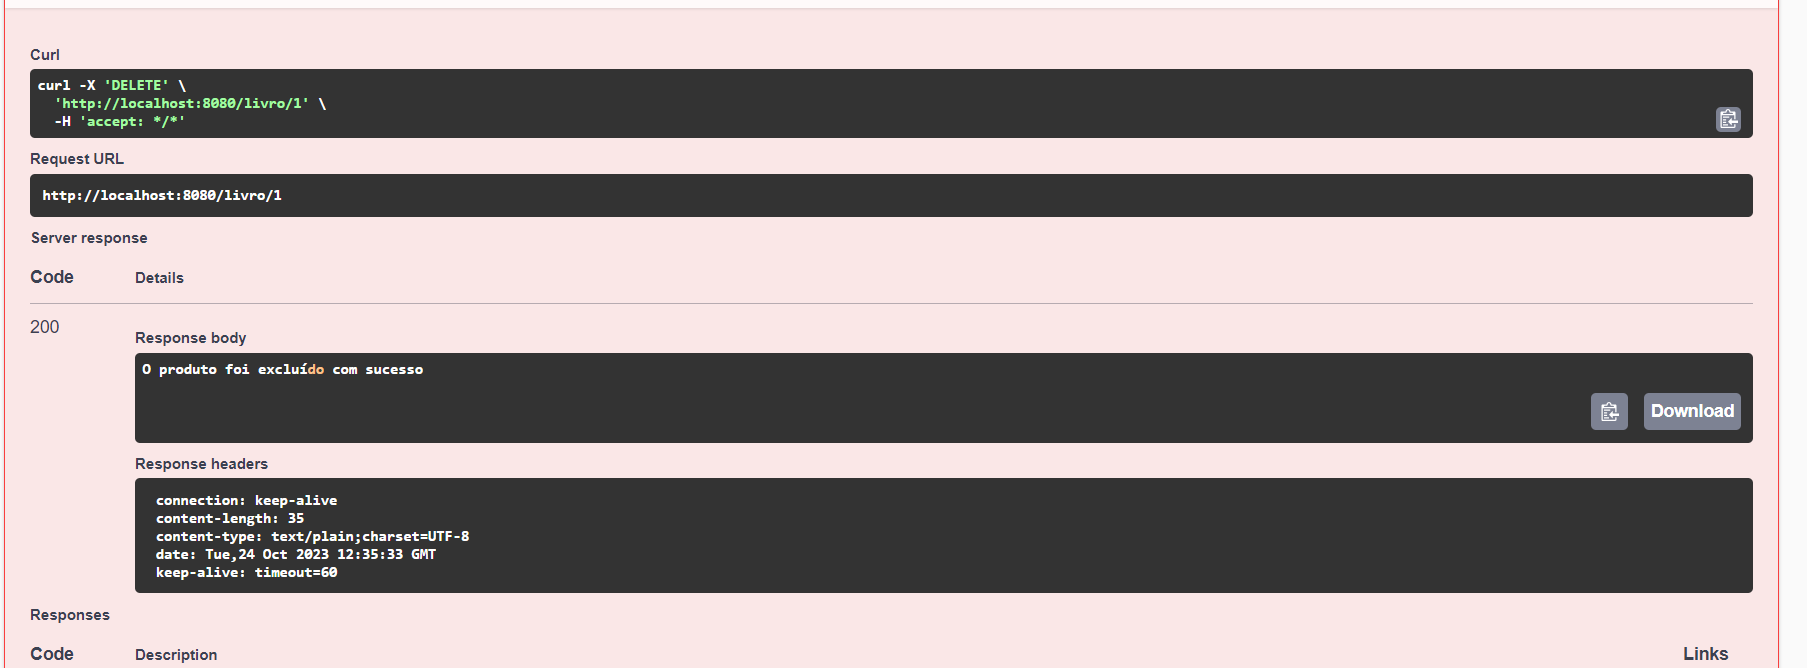 Curl
curl -X 'DELETE' \
'http://localhost:8080/livro/1' \
-H 'accept: */*'
Request URL
http://localhost:8080/livro/1
Server response
Code Details
200
Response body
O produto foi excluído com sucesso
Download
Response headers
connection: keep-alive
content-length: 35
content-type: text/plain;charset=UTF-8
date: Tue,24 Oct 2023 12:35:33 GMT
keep-alive: timeout=60
Responses
Code Description Links